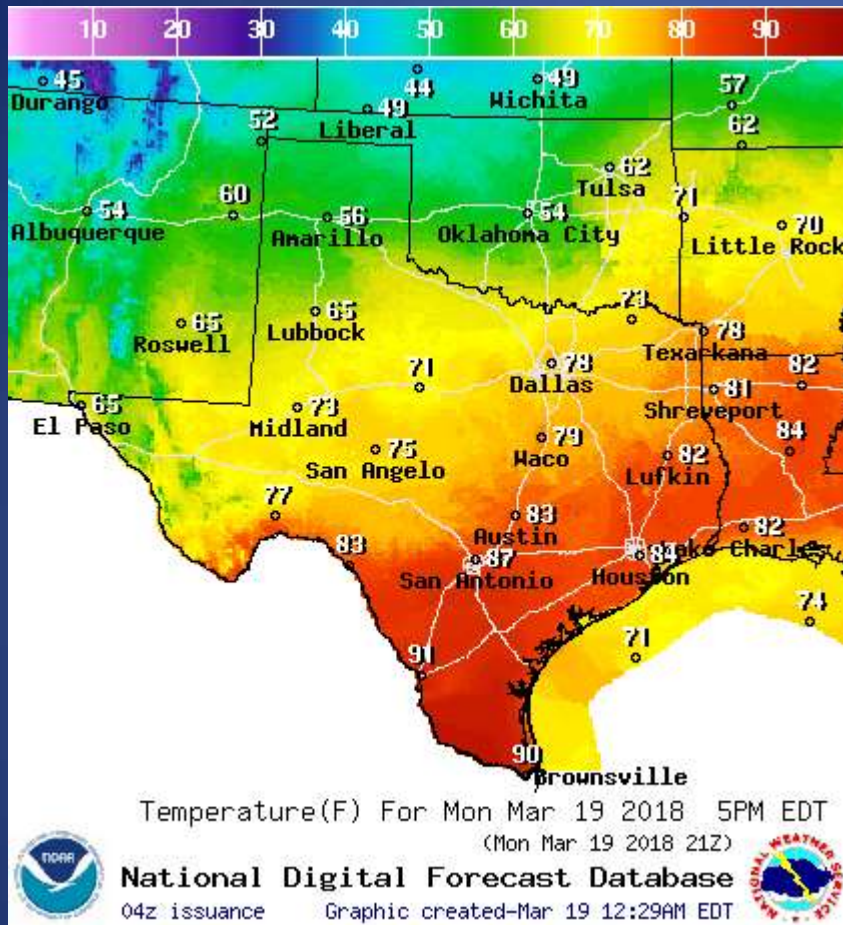 10 20 30 40 50 60 70 80 90
45
Durango
44
49
Wichita
49
Liberal
57
52
62
62
Tulsa
54
Albuquerque
60
56
Amarillo
54
Oklahoma City
71
70
Little Rock
65
Roswell
65
Lubbock
73
78
Texarkana
71
78
Dallas
82
81
Shreveport
65
El Paso
73
Midland
75
San Angelo
79
Waco
82
Lufkin
84
77
83
Austin
82
Lake Charles
83
87
San Antonio
84
Houston
74
71
91
90
Brownsville
Temperature(F) For Mon Mar 19 2018 5PM EDT
(Mon Mar 19 2018 21Z)
NOAA
National Digital Forecast Database
04z issuance Graphic created-Mar 19 12:29AM EDT
NATIONAL WEATHER SERVICE